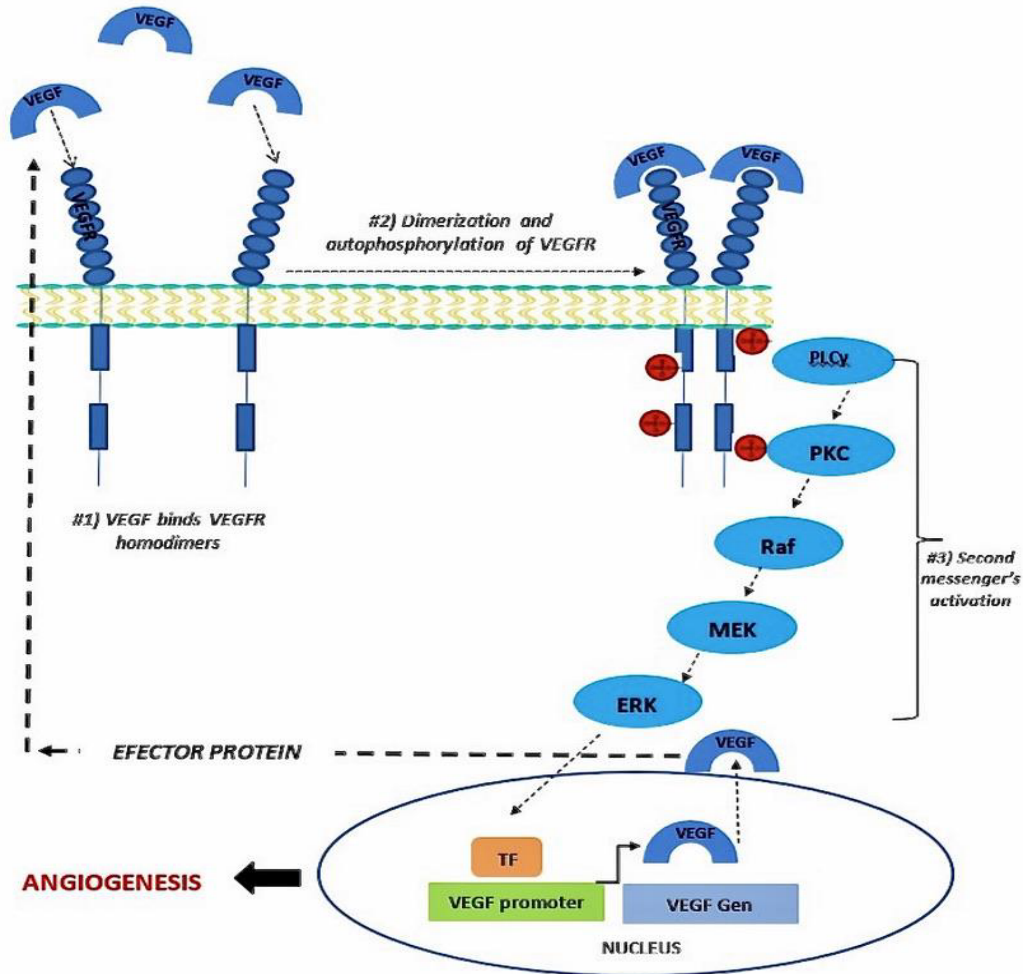 VEGF
VEGF
VEGF
VEGF
VEGF
VEGFR
VEGFR
#2) Dimerization and
autophosphorylation of VEGFR
PLCγ
PKC
#1) VEGF binds VEGFR
homodimers
Raf
#3) Second
messenger's
activation
MEK
ERK
VEGF
EFECTOR PROTEIN
VEGF
TF
ANGIOGENESIS
VEGF promoter
VEGF Gen
NUCLEUS